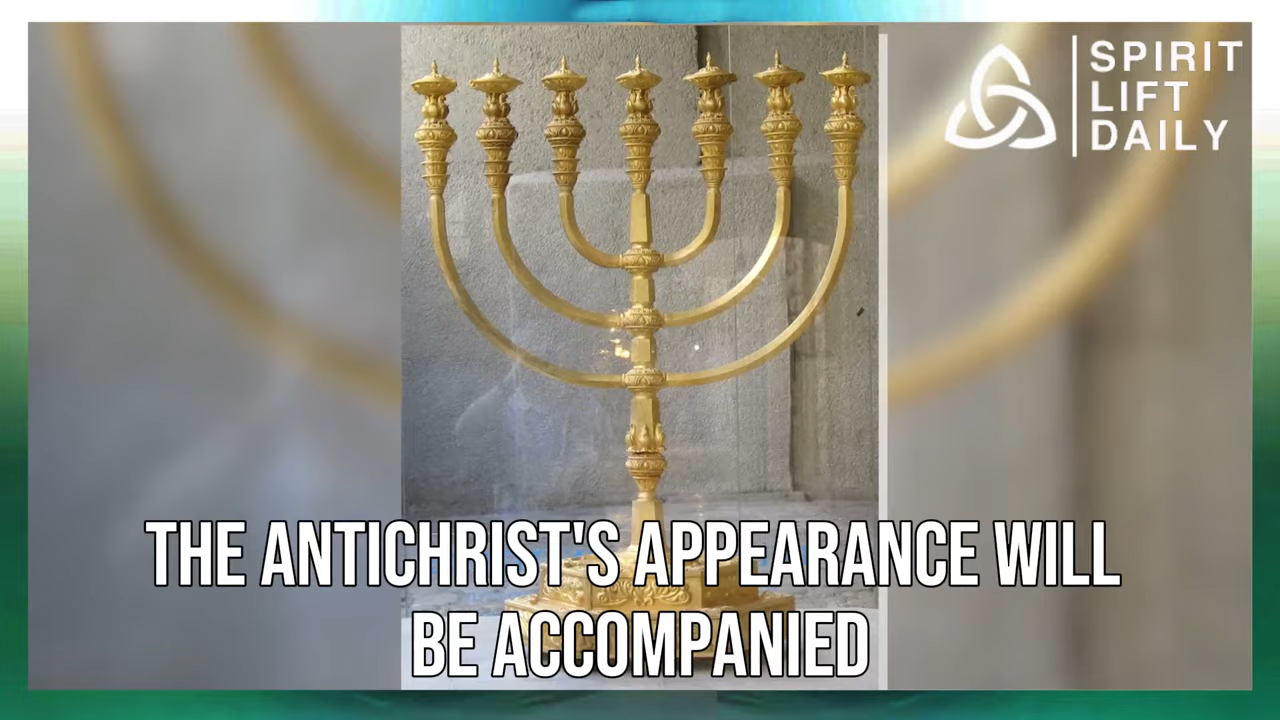 SPIRIT
LIFT
DAILY
THE ANTICHRIST'S APPEARANCE WILL
BE ACCOMPANIED